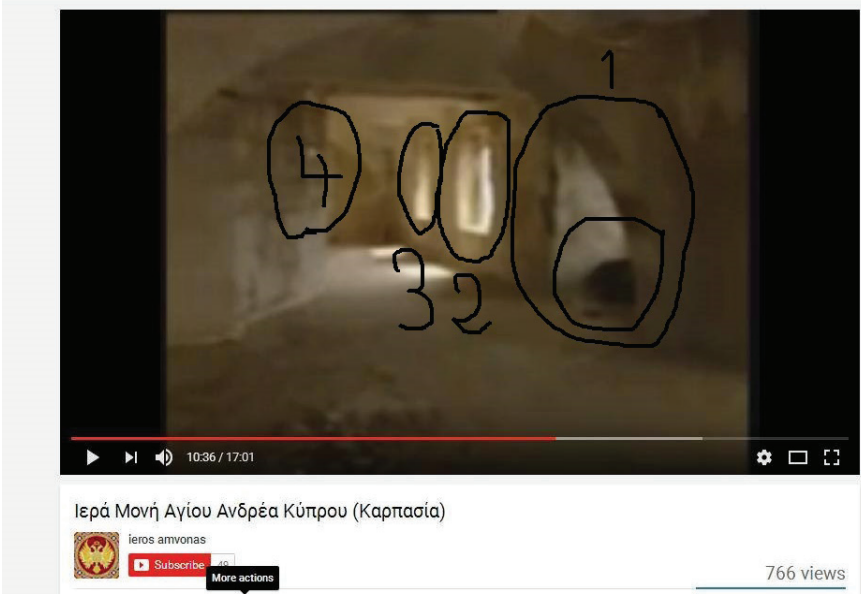 1
4
3 2
10:36 / 17:01
Ιερά Μονή Αγίου Ανδρέα Κύπρου (Καρπασία)
ieros amvonas
Subscribe 49
More actions
766 views